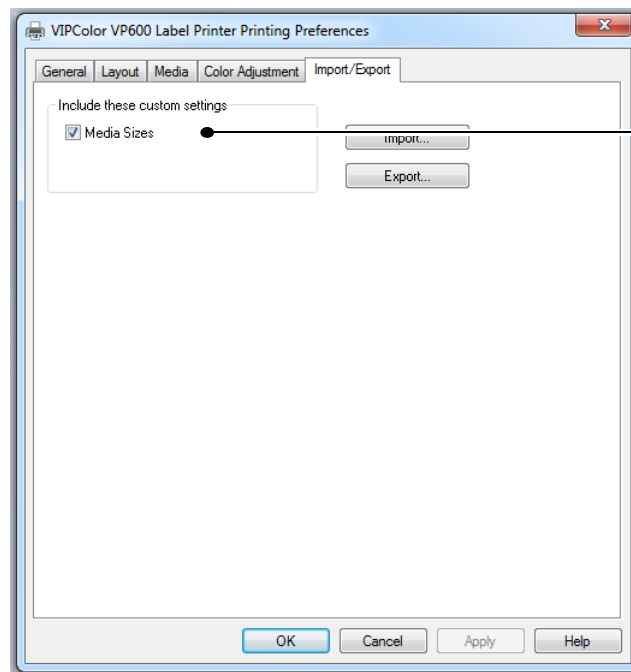 VIPColor VP600 Label Printer Printing Preferences
General Layout Media Color Adjustment Import/Export
Include these custom settings
Media Sizes
Import...
Export...
OK Cancel Apply Help